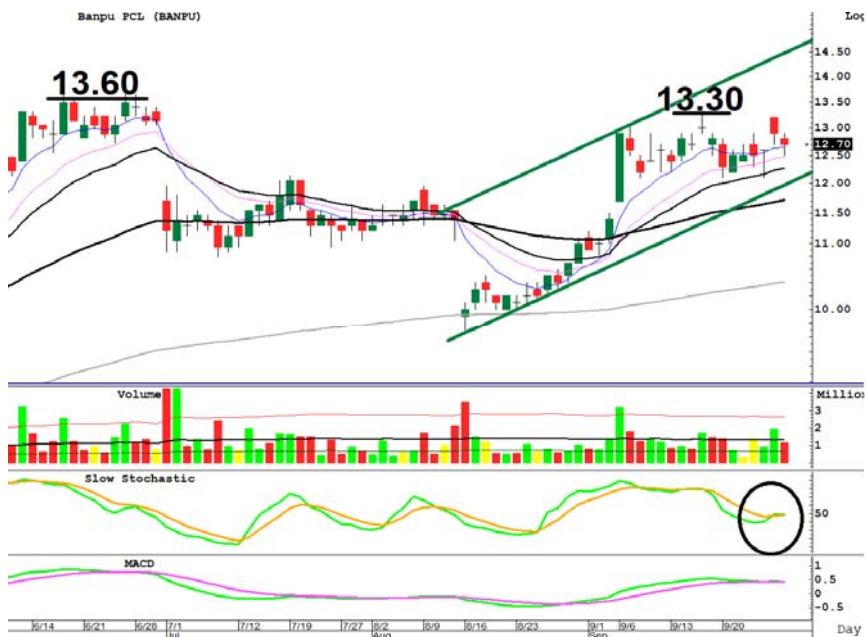 Banpu PCL (BANPU)
Log
14.50
14.00
13.60
13.30
13.50
13.00
12.70
12.50
12.00
11.50
11.00
10.00
Volume
Million
3
2
1
Slow Stochastic
50
MACD
1
0.5
-0.5
6/14 6/21 6/28 7/1 7/12 7/19 7/27 8/2 8/9 8/16 8/23 9/1 9/6 9/13 9/20
Jul Aug Sep Day